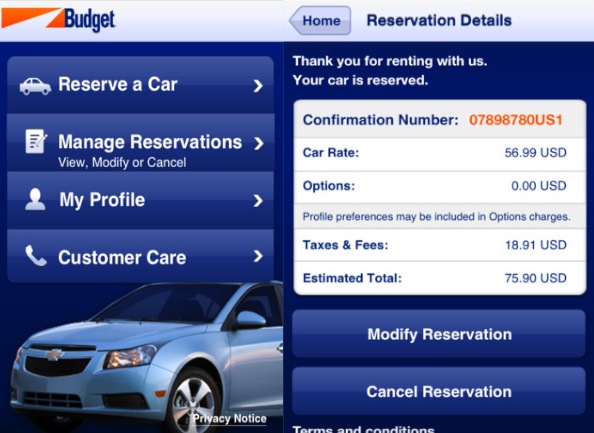 Budget
Reserve a Car
Manage Reservations
View, Modify or Cancel
My Profile
Customer Care
Privacy Notice
Home
Reservation Details
Thank you for renting with us.
Your car is reserved.
Confirmation Number: 07898780US1
Car Rate: 56.99 USD
Options: 0.00 USD
Profile preferences may be included in Options charges.
Taxes & Fees: 18.91 USD
Estimated Total: 75.90 USD
Modify Reservation
Cancel Reservation
Terms and conditions